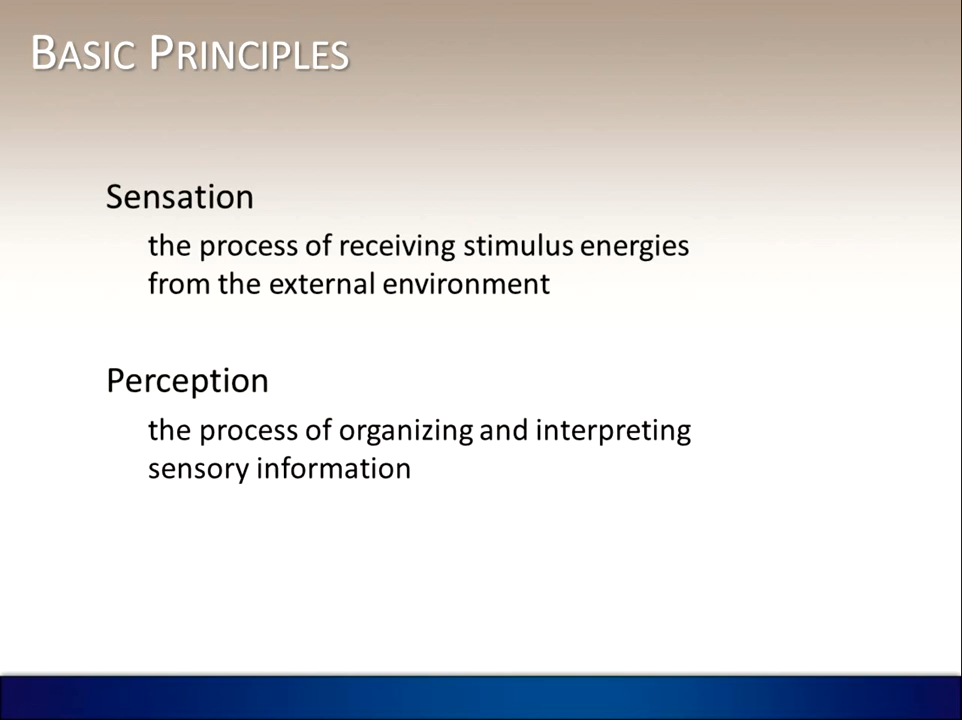 Basic Principles
Sensation
the process of receiving stimulus energies
from the external environment
Perception
the process of organizing and interpreting
sensory information